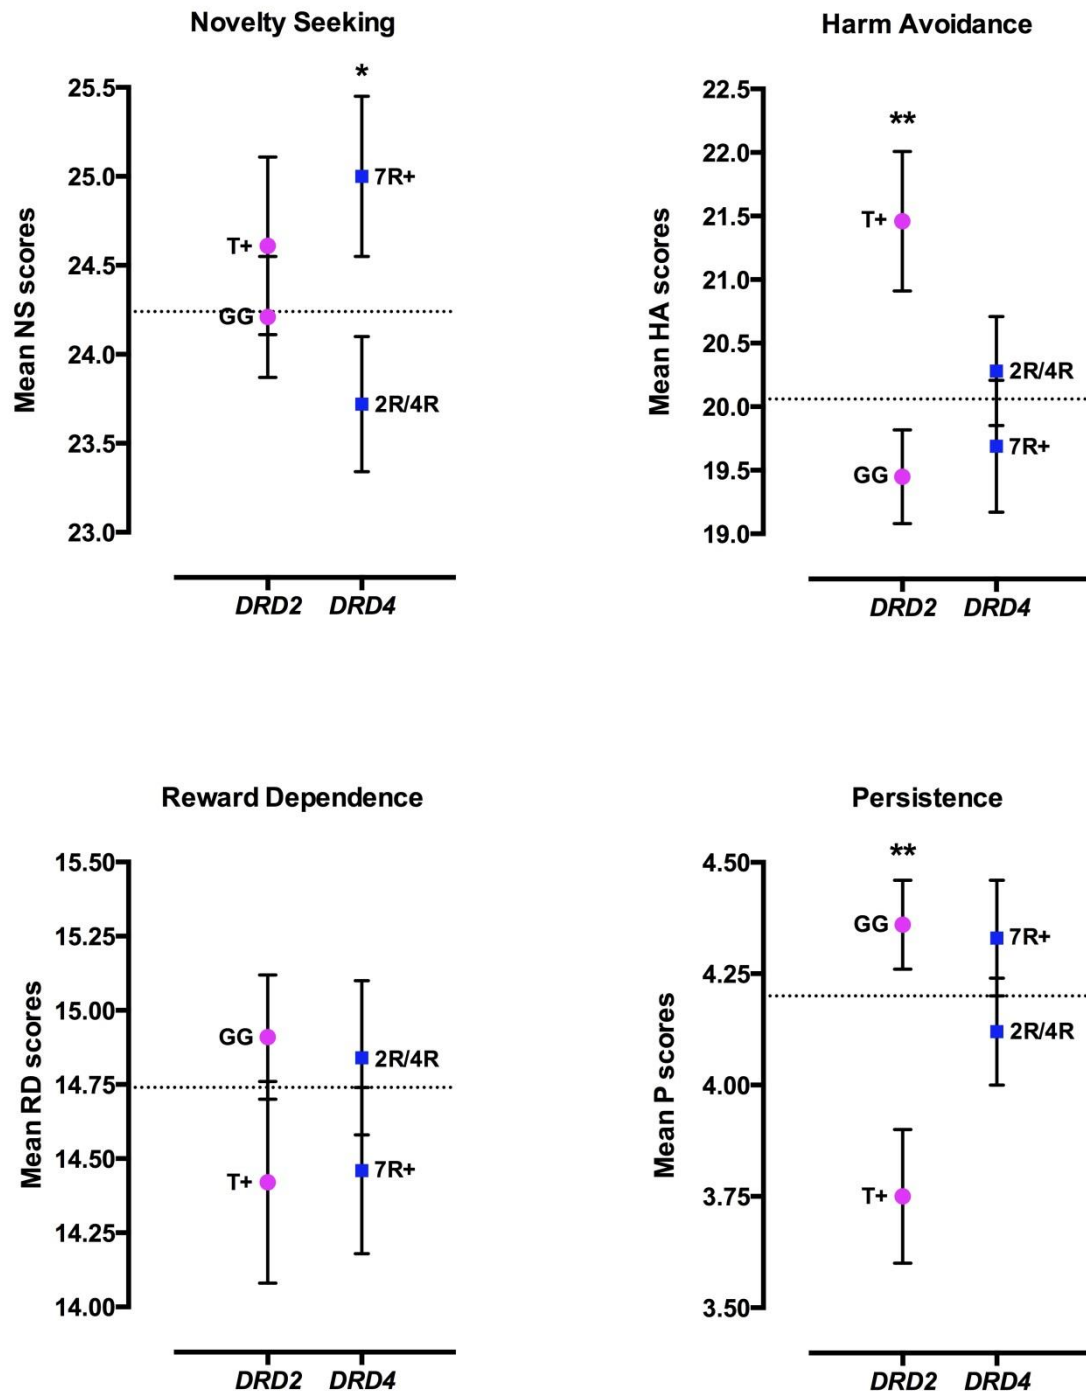 Novelty Seeking
*
25.5
25.0
24.5
24.0
23.5
23.0
Mean NS scores
7R+
T+
GG
2R/4R
DRD2 DRD4
Harm Avoidance
**
22.5
22.0
21.5
21.0
20.5
20.0
19.5
19.0
Mean HA scores
T+
2R/4R
7R+
GG
DRD2 DRD4
Reward Dependence
15.50
15.25
15.00
14.75
14.50
14.25
14.00
Mean RD scores
GG
2R/4R
7R+
T+
DRD2 DRD4
Persistence
**
4.50
4.25
4.00
3.75
3.50
Mean P scores
GG
7R+
2R/4R
T+
DRD2 DRD4